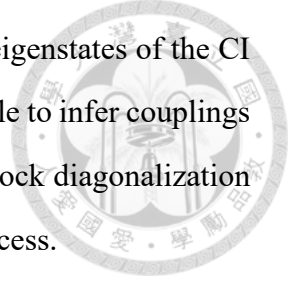 eigenstates of the CI
le to infer couplings
ock diagonalization
cess.